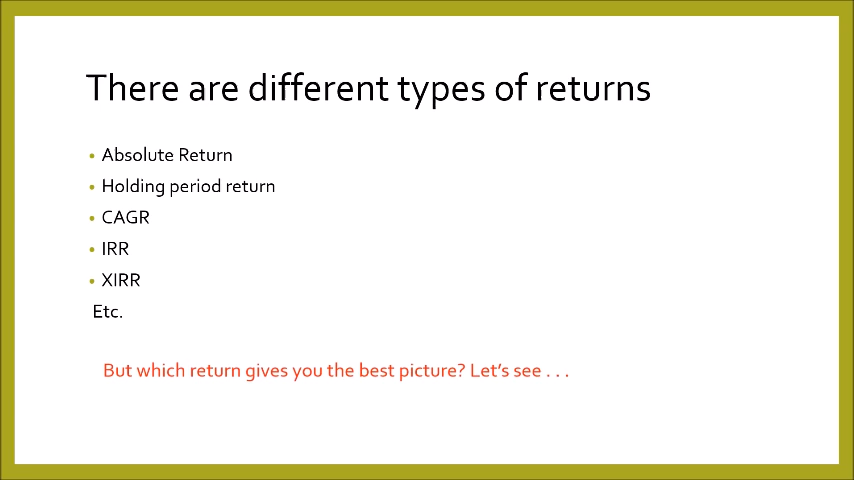 There are different types of returns
• Absolute Return
• Holding period return
• CAGR
• IRR
• XIRR
Etc.
But which return gives you the best picture? Let's see . . .